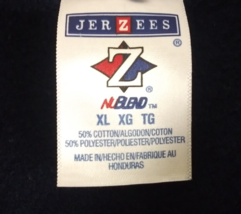 JERZEES®
Z®
NUBLEND™
XL XG TG
50% COTTON/ALGODON/COTON
50% POLYESTER/POLIESTER/POLYESTER
MADE IN/HECHO EN/FABRIQUE AU
HONDURAS